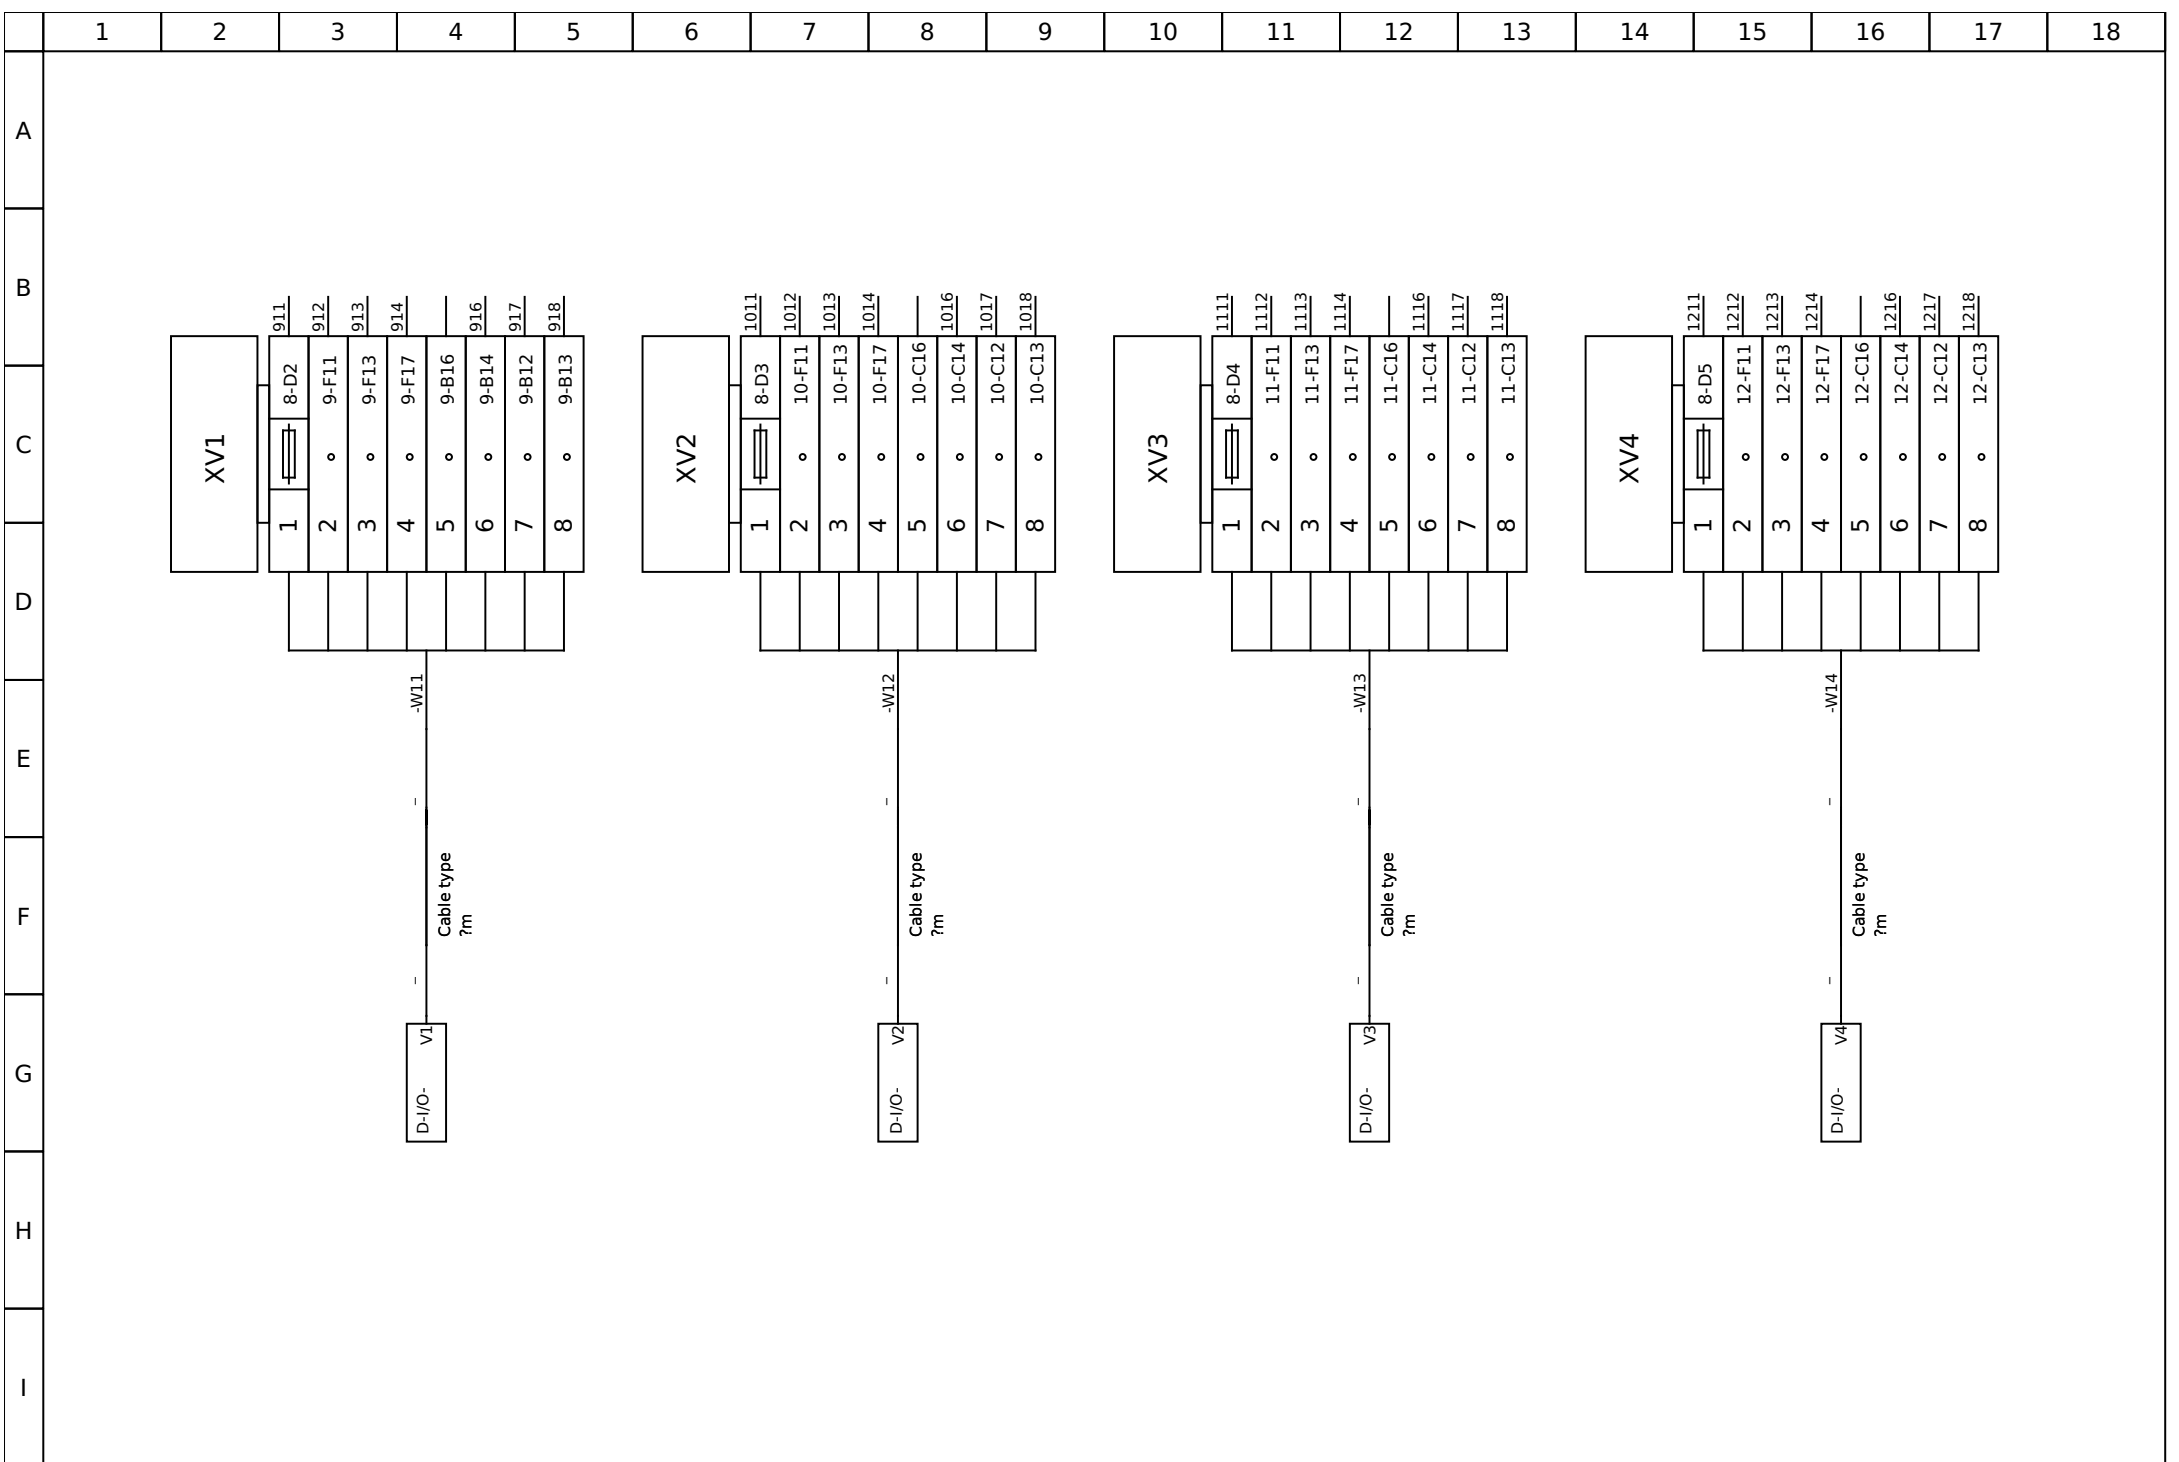 1 2 3 4 5 6 7 8 9 10 11 12 13 14 15 16 17 18
A
B
C
D
E
F
G
H
I
911 912 913 914 916 917 918
XV1
8-D2 9-F11 9-F13 9-F17 9-B16 9-B14 9-B12 9-B13
1 2 3 4 5 6 7 8
-W11
–
Cable type
?m
–
V1
D-I/O-
1011 1012 1013 1014 1016 1017 1018
XV2
8-D3 10-F11 10-F13 10-F17 10-C16 10-C14 10-C12 10-C13
1 2 3 4 5 6 7 8
-W12
–
Cable type
?m
–
V2
D-I/O-
1111 1112 1113 1114 1116 1117 1118
XV3
8-D4 11-F11 11-F13 11-F17 11-C16 11-C14 11-C12 11-C13
1 2 3 4 5 6 7 8
-W13
–
Cable type
?m
–
V3
D-I/O-
1211 1212 1213 1214 1216 1217 1218
XV4
8-D5 12-F11 12-F13 12-F17 12-C16 12-C14 12-C12 12-C13
1 2 3 4 5 6 7 8
-W14
–
Cable type
?m
–
V4
D-I/O-